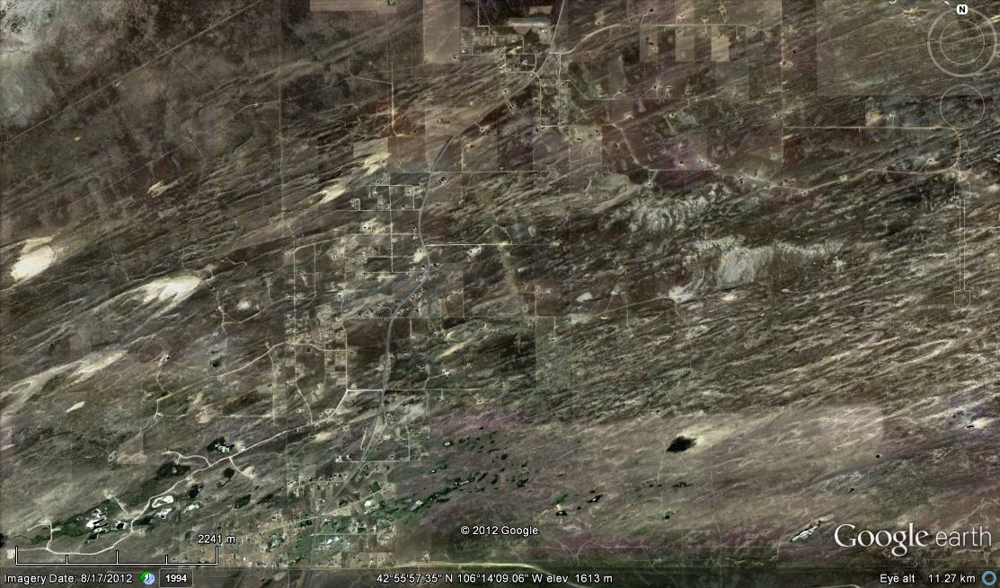 N
2241 m
© 2012 Google
Google earth
Imagery Date: 8/17/2012 1994 42°55'57.35" N 106°14'09.06" W elev 1613 m Eye alt 11.27 km